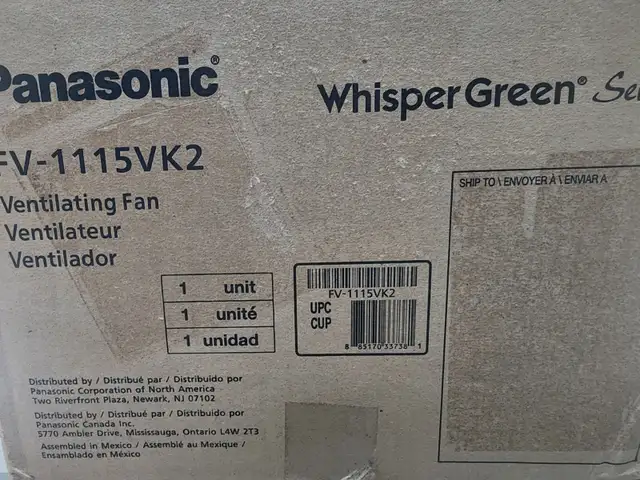 Panasonic®
WhisperGreen® Se
FV-1115VK2
Ventilating Fan
Ventilateur
Ventilador
SHIP TO \ ENVOYER À \ ENVIAR A
1 unit
1 unité
1 unidad
FV-1115VK2
UPC
CUP
8 85170 33738 1
Distributed by / Distribué par / Distribuido por
Panasonic Corporation of North America
Two Riverfront Plaza, Newark, NJ 07102
Distributed by / Distribué par / Distribuido por
Panasonic Canada Inc.
5770 Ambler Drive, Mississauga, Ontario L4W 2T3
Assembled in Mexico / Assemblé au Mexique /
Ensamblado en México